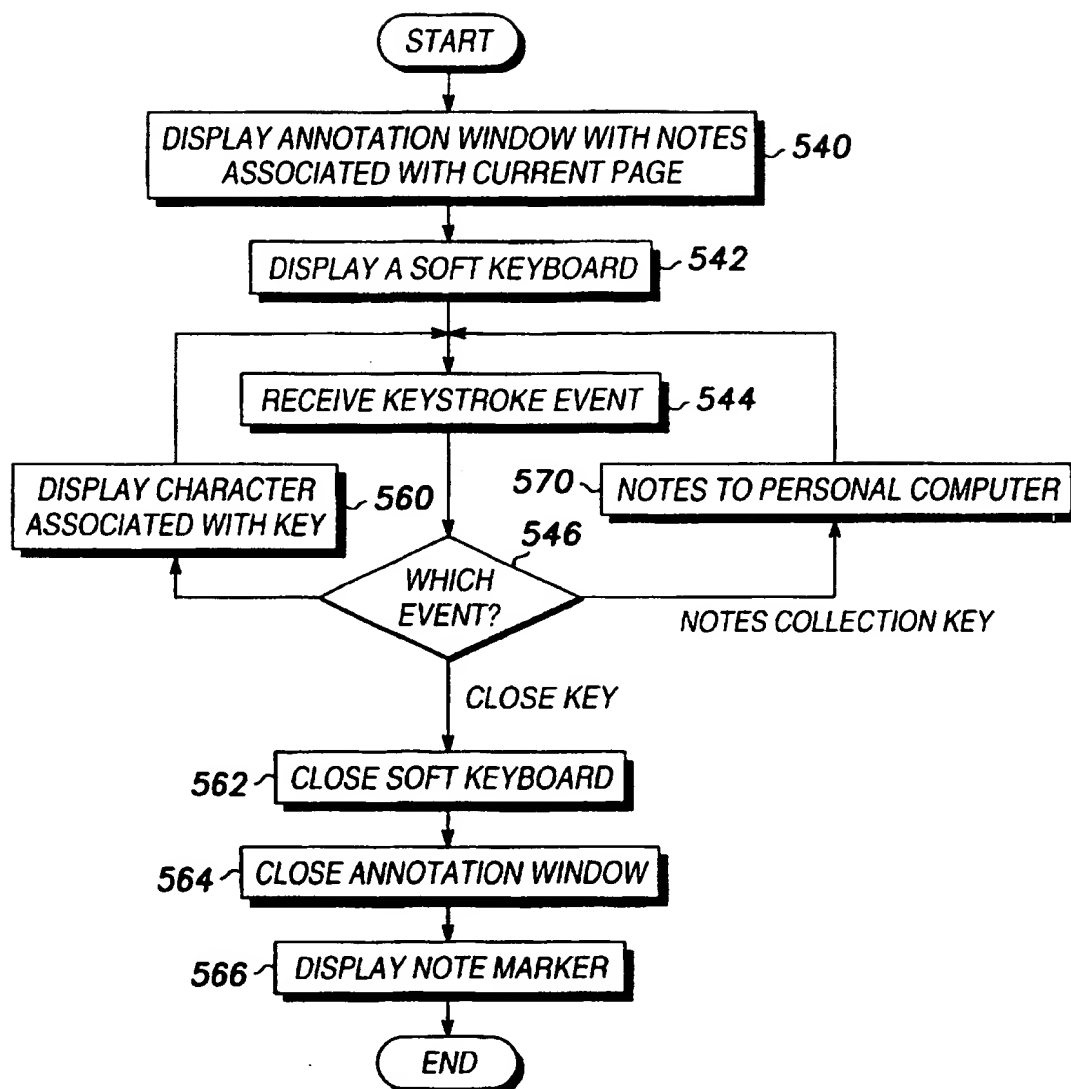 START
DISPLAY ANNOTATION WINDOW WITH NOTES
ASSOCIATED WITH CURRENT PAGE
540
DISPLAY A SOFT KEYBOARD
542
RECEIVE KEYSTROKE EVENT
544
DISPLAY CHARACTER
ASSOCIATED WITH KEY
560
570
NOTES TO PERSONAL COMPUTER
546
WHICH
EVENT?
NOTES COLLECTION KEY
CLOSE KEY
562
CLOSE SOFT KEYBOARD
564
CLOSE ANNOTATION WINDOW
566
DISPLAY NOTE MARKER
END